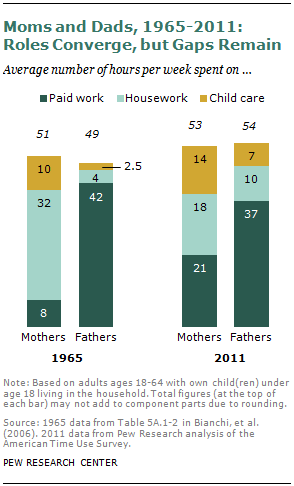 Moms and Dads, 1965-2011:
Roles Converge, but Gaps Remain
Average number of hours per week spent on ...
Paid work Housework Child care
51 49 53 54
10 2.5 14 7
32 4 18 10
8 42 21 37
Mothers Fathers Mothers Fathers
1965 2011
Note: Based on adults ages 18-64 with own child(ren) under
age 18 living in the household. Total figures (at the top of
each bar) may not add to component parts due to rounding.
Source: 1965 data from Table 5A.1-2 in Bianchi, et al.
(2006). 2011 data from Pew Research analysis of the
American Time Use Survey.
PEW RESEARCH CENTER